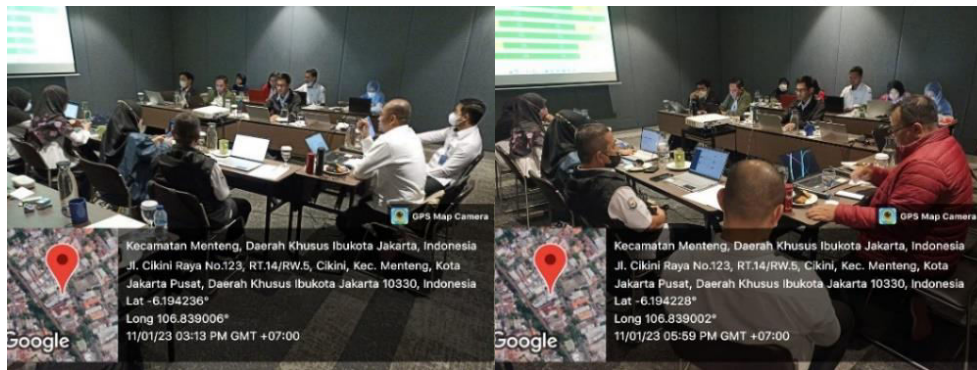 GPS Map Camera
Kecamatan Menteng, Daerah Khusus Ibukota Jakarta, Indonesia
Jl. Cikini Raya No.123, RT.14/RW.5, Cikini, Kec. Menteng, Kota
Jakarta Pusat, Daerah Khusus Ibukota Jakarta 10330, Indonesia
Lat -6.194236°
Long 106.839006°
11/01/23 03:13 PM GMT +07:00
Google
GPS Map Camera
Kecamatan Menteng, Daerah Khusus Ibukota Jakarta, Indonesia
Jl. Cikini Raya No.123, RT.14/RW.5, Cikini, Kec. Menteng, Kota
Jakarta Pusat, Daerah Khusus Ibukota Jakarta 10330, Indonesia
Lat -6.194228°
Long 106.839002°
11/01/23 05:59 PM GMT +07:00
Google